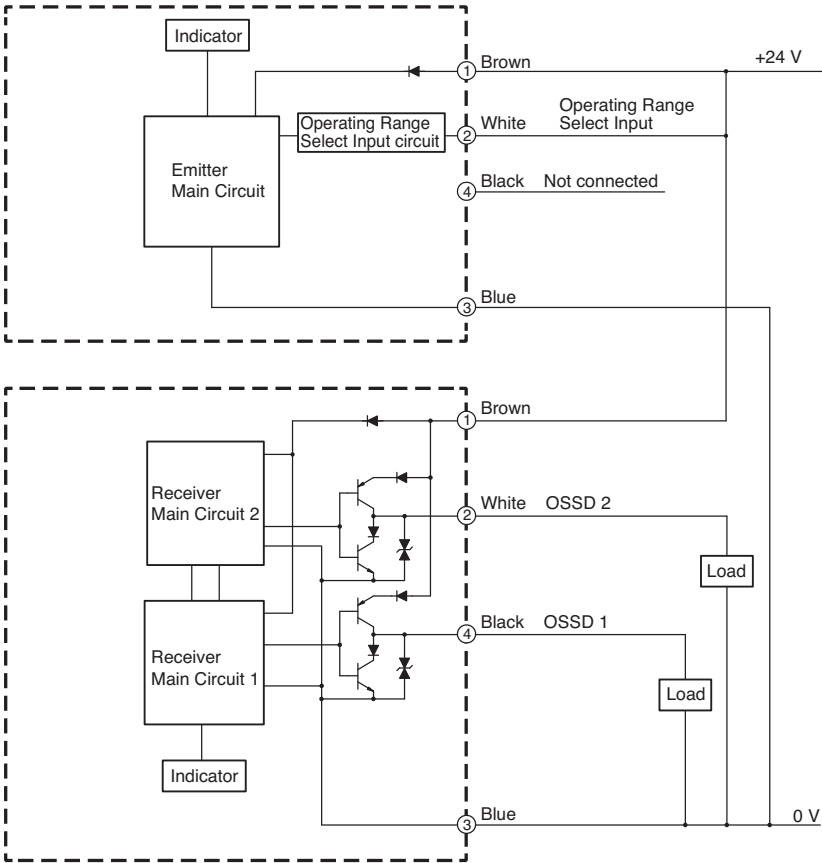 Indicator
1 Brown
+24 V
Operating Range
Select Input circuit
2 White
Operating Range
Select Input
Emitter
Main Circuit
4 Black Not connected
3 Blue
1 Brown
Receiver
Main Circuit 2
2 White OSSD 2
Load
Receiver
Main Circuit 1
4 Black OSSD 1
Load
Indicator
3 Blue
0 V